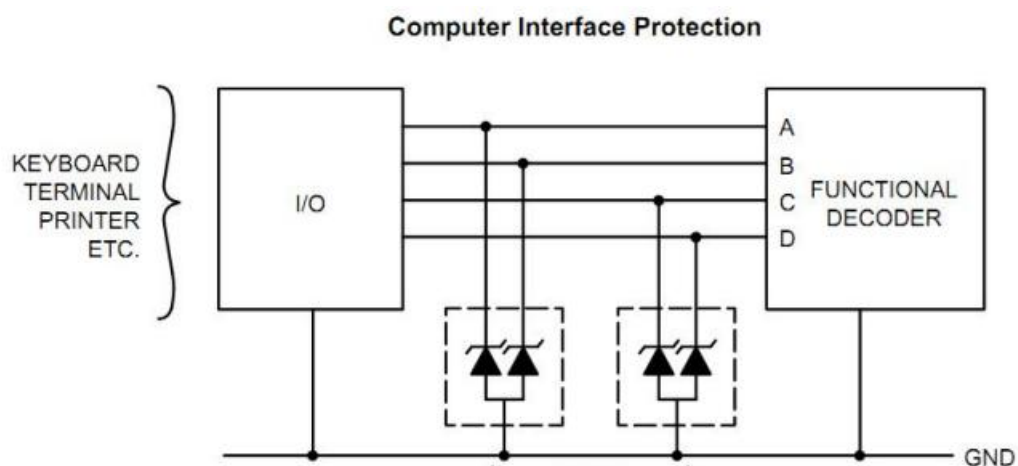 Computer Interface Protection
KEYBOARD
TERMINAL
PRINTER
ETC.
I/O
A
B
C
D
FUNCTIONAL
DECODER
GND